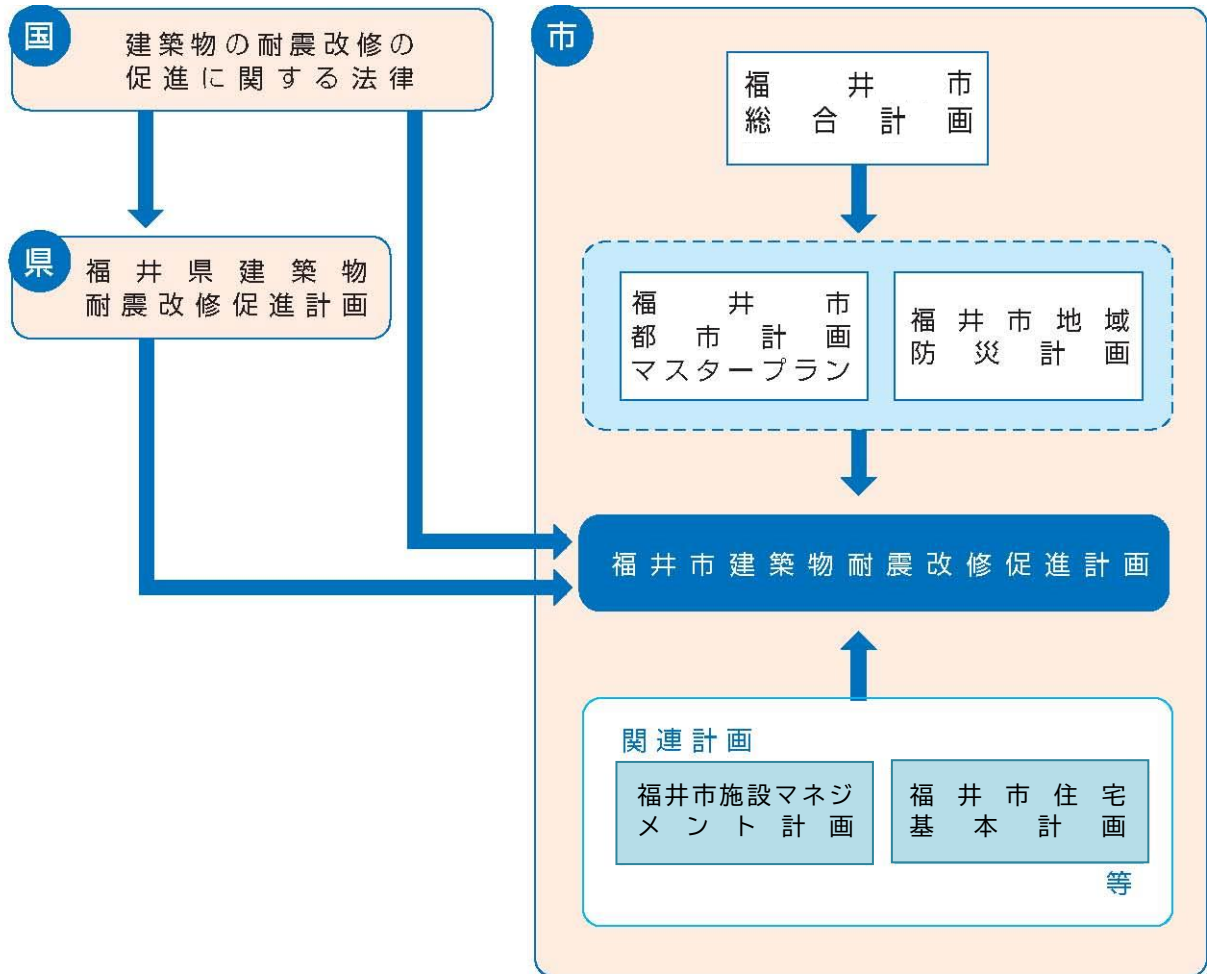 国
建築物の耐震改修の
促進に関する法律
県
福井県建築物
耐震改修促進計画
市
福井市
総合計画
福井市
都市計画
マスタープラン
福井市地域
防災計画
福井市建築物耐震改修促進計画
関連計画
福井市施設マネジ
メント計画
福井市住宅
基本計画
等